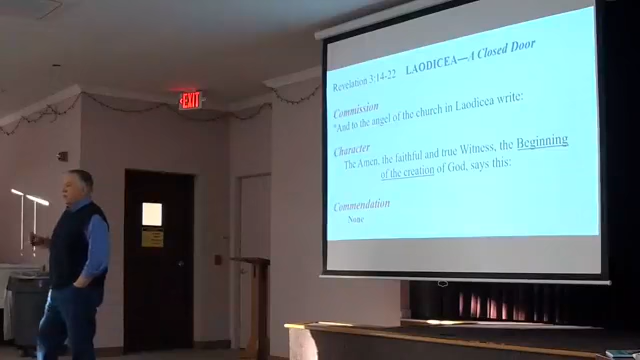 EXIT
Revelation 3:14-22 LAODICEA—A Closed Door
Commission
"And to the angel of the church in Laodicea write:
Character
The Amen, the faithful and true Witness, the Beginning
of the creation of God, says this:
Commendation
None